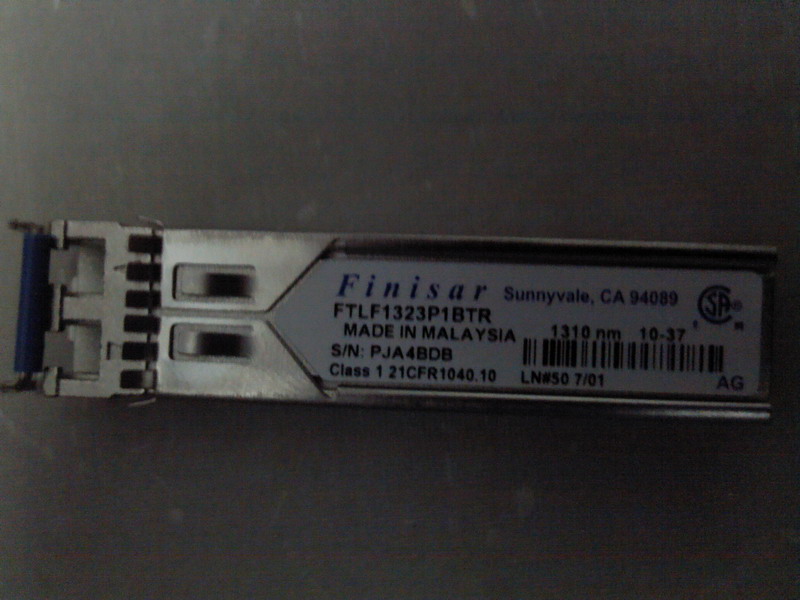 Finisar Sunnyvale, CA 94089
FTLF1323P1BTR
MADE IN MALAYSIA 1310 nm 10-37
S/N: PJA4BDB
Class 1 21CFR1040.10 LN#50 7/01
AG